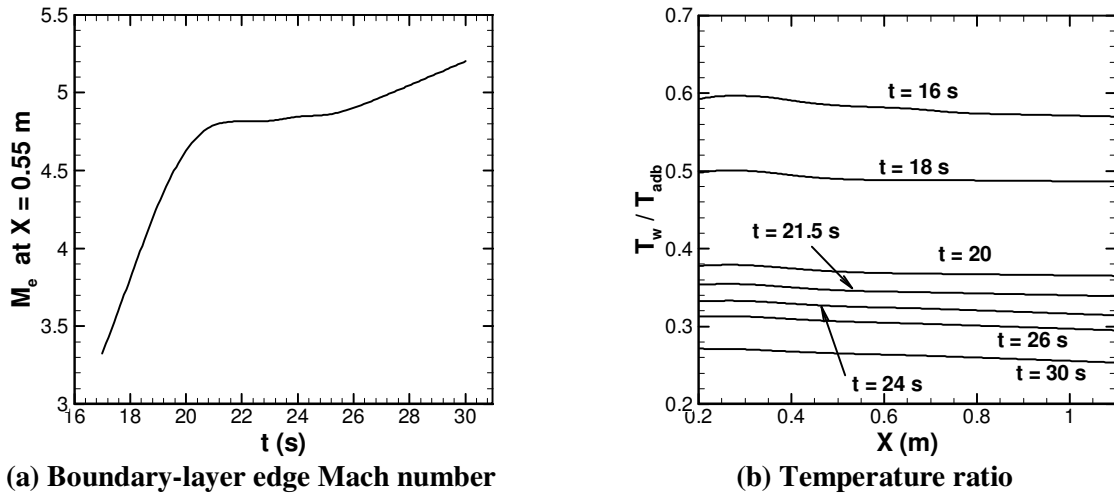 5.5
5
4.5
4
3.5
3
M_e at X = 0.55 m
16 18 20 22 24 26 28 30
t (s)
(a) Boundary-layer edge Mach number
0.7
0.6
0.5
0.4
0.3
0.2
T_w / T_adb
t = 16 s
t = 18 s
t = 21.5 s
t = 20
t = 26 s
t = 24 s
t = 30 s
0.2 0.4 0.6 0.8 1
X (m)
(b) Temperature ratio